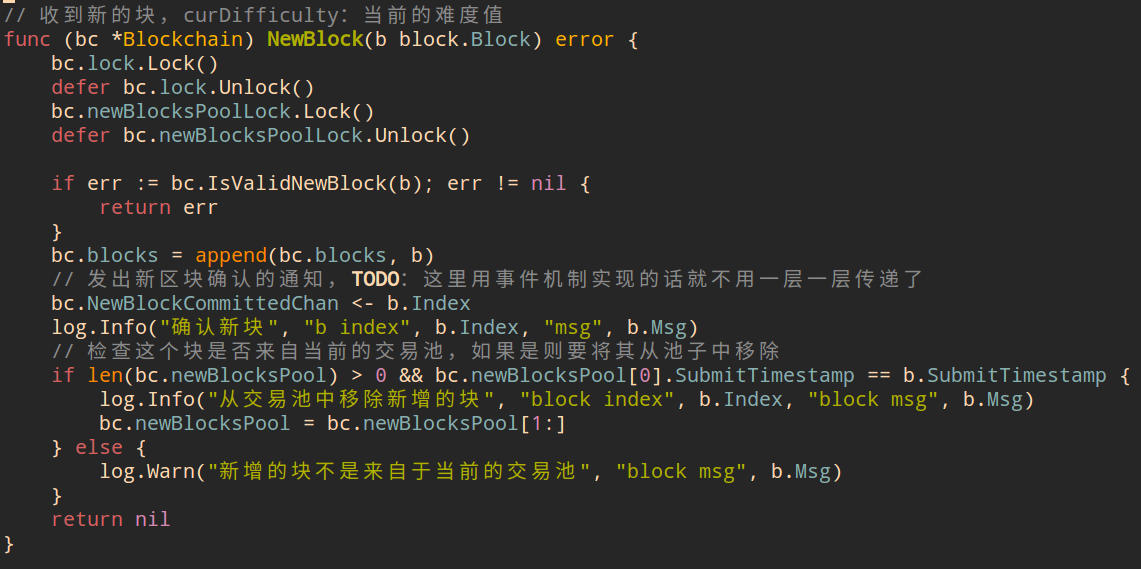 // 收到新的块，curDifficulty：当前的难度值
func (bc *Blockchain) NewBlock(b block.Block) error {
    bc.lock.Lock()
    defer bc.lock.Unlock()
    bc.newBlocksPoolLock.Lock()
    defer bc.newBlocksPoolLock.Unlock()

    if err := bc.IsValidNewBlock(b); err != nil {
        return err
    }
    bc.blocks = append(bc.blocks, b)
    // 发出新区块确认的通知，TODO：这里用事件机制实现的话就不用一层一层传递了
    bc.NewBlockCommittedChan <- b.Index
    log.Info("确认新块", "b index", b.Index, "msg", b.Msg)
    // 检查这个块是否来自当前的交易池，如果是则要将其从池子中移除
    if len(bc.newBlocksPool) > 0 && bc.newBlocksPool[0].SubmitTimestamp == b.SubmitTimestamp {
        log.Info("从交易池中移除新增的块", "block index", b.Index, "block msg", b.Msg)
        bc.newBlocksPool = bc.newBlocksPool[1:]
    } else {
        log.Warn("新增的块不是来自于当前的交易池", "block msg", b.Msg)
    }
    return nil
}